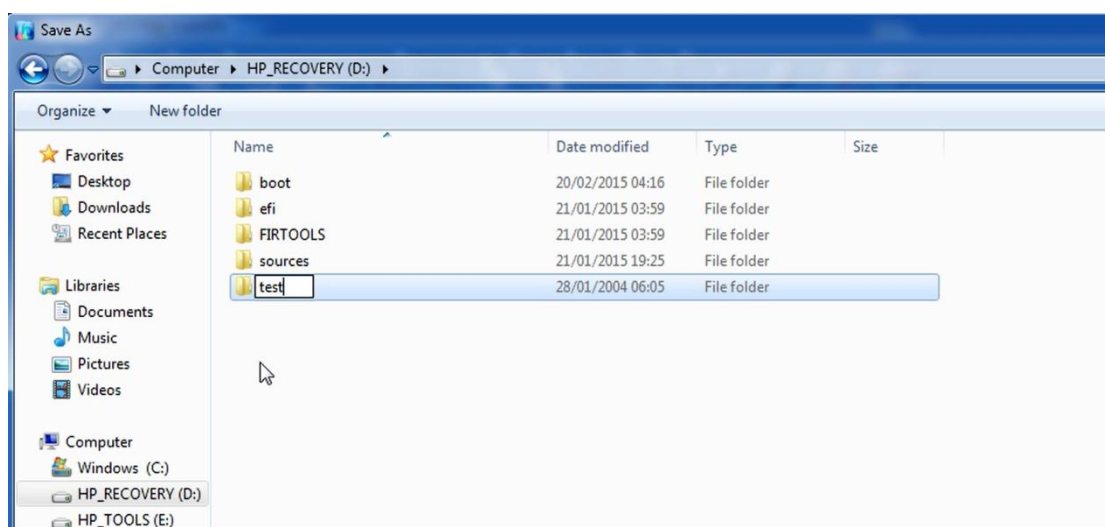 Save As
Computer HP_RECOVERY (D:)
Organize New folder
Favorites
Desktop
Downloads
Recent Places
Libraries
Documents
Music
Pictures
Videos
Computer
Windows (C:)
HP_RECOVERY (D:)
HP_TOOLS (E:)
Name Date modified Type Size
boot 20/02/2015 04:16 File folder
efi 21/01/2015 03:59 File folder
FIRTOOLS 21/01/2015 03:59 File folder
sources 21/01/2015 19:25 File folder
test 28/01/2004 06:05 File folder